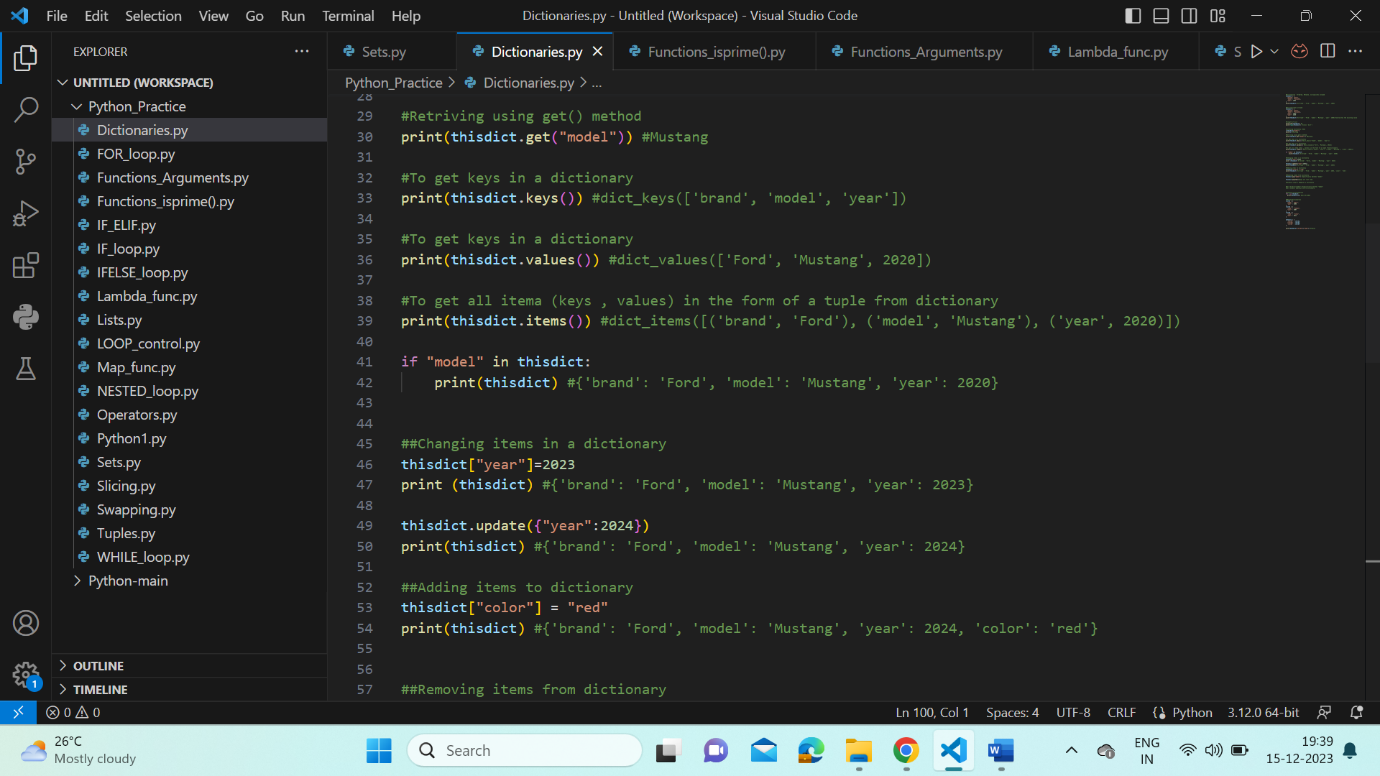 File Edit Selection View Go Run Terminal Help
Dictionaries.py - Untitled (Workspace) - Visual Studio Code
EXPLORER
UNTITLED (WORKSPACE)
Python_Practice
Dictionaries.py
FOR_loop.py
Functions_Arguments.py
Functions_isprime().py
IF_ELIF.py
IF_loop.py
IFELSE_loop.py
Lambda_func.py
Lists.py
LOOP_control.py
Map_func.py
NESTED_loop.py
Operators.py
Python1.py
Sets.py
Slicing.py
Swapping.py
Tuples.py
WHILE_loop.py
Python-main
OUTLINE
TIMELINE
1
Sets.py Dictionaries.py Functions_isprime().py Functions_Arguments.py Lambda_func.py S
Python_Practice > Dictionaries.py > ...
28
29 #Retriving using get() method
30 print(thisdict.get("model")) #Mustang
31
32 #To get keys in a dictionary
33 print(thisdict.keys()) #dict_keys(['brand', 'model', 'year'])
34
35 #To get keys in a dictionary
36 print(thisdict.values()) #dict_values(['Ford', 'Mustang', 2020])
37
38 #To get all itema (keys , values) in the form of a tuple from dictionary
39 print(thisdict.items()) #dict_items([('brand', 'Ford'), ('model', 'Mustang'), ('year', 2020)])
40
41 if "model" in thisdict:
42 print(thisdict) #{'brand': 'Ford', 'model': 'Mustang', 'year': 2020}
43
44
45 ##Changing items in a dictionary
46 thisdict["year"]=2023
47 print (thisdict) #{'brand': 'Ford', 'model': 'Mustang', 'year': 2023}
48
49 thisdict.update({"year":2024})
50 print(thisdict) #{'brand': 'Ford', 'model': 'Mustang', 'year': 2024}
51
52 ##Adding items to dictionary
53 thisdict["color"] = "red"
54 print(thisdict) #{'brand': 'Ford', 'model': 'Mustang', 'year': 2024, 'color': 'red'}
55
56
57 ##Removing items from dictionary
0 0
Ln 100, Col 1 Spaces: 4 UTF-8 CRLF Python 3.12.0 64-bit
26°C
Mostly cloudy
Search
ENG
IN
19:39
15-12-2023